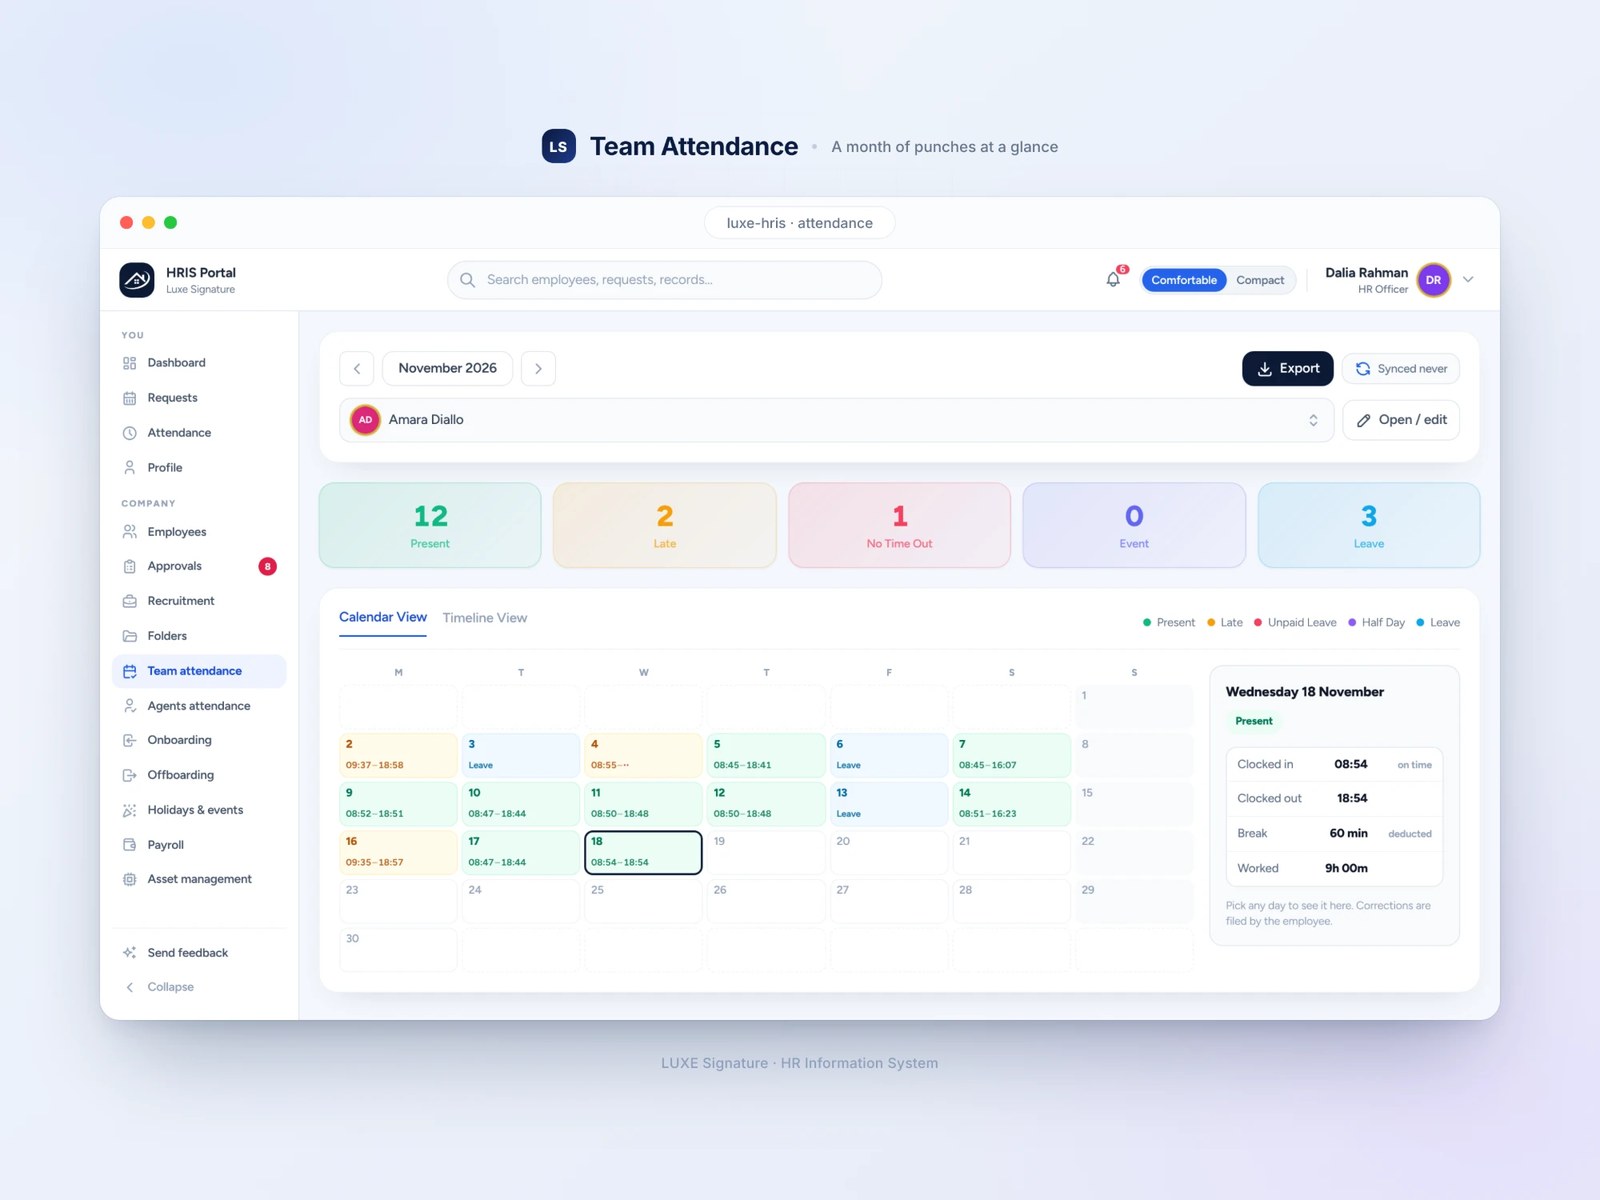 LS Team Attendance • A month of punches at a glance
luxe-hris · attendance
HRIS Portal
Luxe Signature
Search employees, requests, records...
6
Comfortable Compact
Dalia Rahman
HR Officer
DR
YOU
Dashboard
Requests
Attendance
Profile
COMPANY
Employees
Approvals 8
Recruitment
Folders
Team attendance
Agents attendance
Onboarding
Offboarding
Holidays & events
Payroll
Asset management
Send feedback
Collapse
November 2026
Export
Synced never
AD Amara Diallo
Open / edit
12
Present
2
Late
1
No Time Out
0
Event
3
Leave
Calendar View Timeline View
Present Late Unpaid Leave Half Day Leave
M T W T F S S
1
2 3 4 5 6 7 8
09:37–18:58 Leave 08:55–·· 08:45–18:41 Leave 08:45–16:07
9 10 11 12 13 14 15
08:52–18:51 08:47–18:44 08:50–18:48 08:50–18:48 Leave 08:51–16:23
16 17 18 19 20 21 22
09:35–18:57 08:47–18:44 08:54–18:54
23 24 25 26 27 28 29
30
Wednesday 18 November
Present
Clocked in 08:54 on time
Clocked out 18:54
Break 60 min deducted
Worked 9h 00m
Pick any day to see it here. Corrections are
filed by the employee.
LUXE Signature · HR Information System